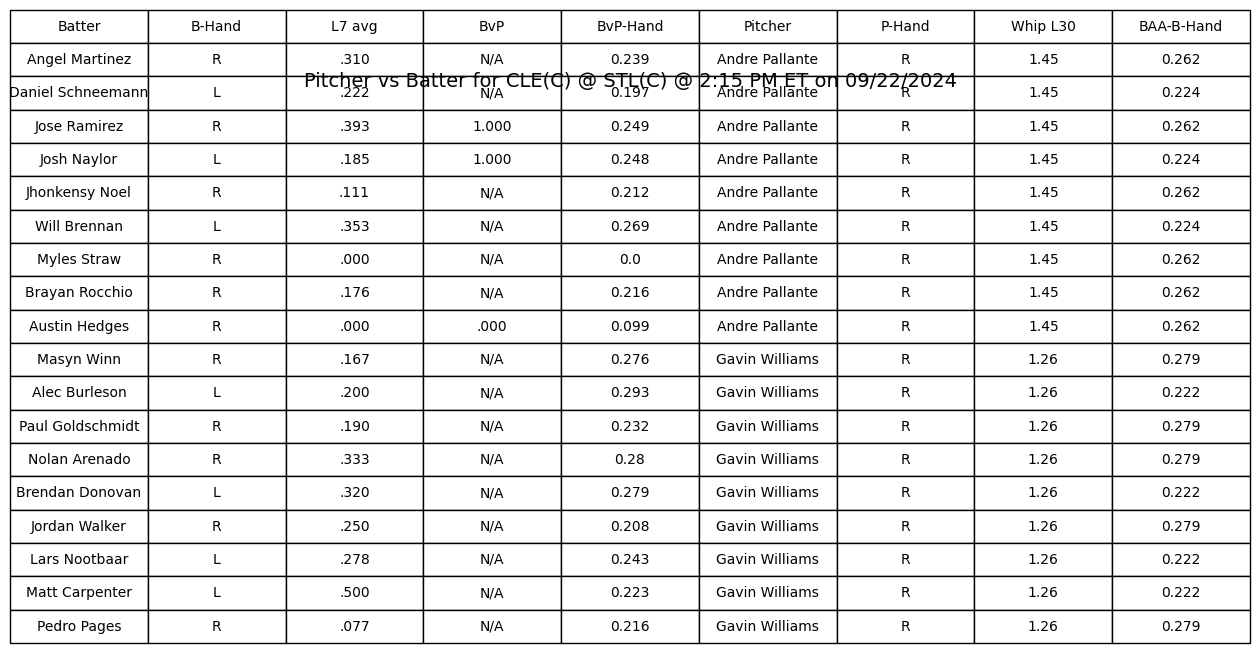 Batter B-Hand L7 avg BvP BvP-Hand Pitcher P-Hand Whip L30 BAA-B-Hand
Angel Martinez R .310 N/A 0.239 Andre Pallante R 1.45 0.262
Pitcher vs Batter for CLE(C) @ STL(C) @ 2:15 PM ET on 09/22/2024
Daniel Schneemann L .222 N/A 0.197 Andre Pallante R 1.45 0.224
Jose Ramirez R .393 1.000 0.249 Andre Pallante R 1.45 0.262
Josh Naylor L .185 1.000 0.248 Andre Pallante R 1.45 0.224
Jhonkensy Noel R .111 N/A 0.212 Andre Pallante R 1.45 0.262
Will Brennan L .353 N/A 0.269 Andre Pallante R 1.45 0.224
Myles Straw R .000 N/A 0.0 Andre Pallante R 1.45 0.262
Brayan Rocchio R .176 N/A 0.216 Andre Pallante R 1.45 0.262
Austin Hedges R .000 .000 0.099 Andre Pallante R 1.45 0.262
Masyn Winn R .167 N/A 0.276 Gavin Williams R 1.26 0.279
Alec Burleson L .200 N/A 0.293 Gavin Williams R 1.26 0.222
Paul Goldschmidt R .190 N/A 0.232 Gavin Williams R 1.26 0.279
Nolan Arenado R .333 N/A 0.28 Gavin Williams R 1.26 0.279
Brendan Donovan L .320 N/A 0.279 Gavin Williams R 1.26 0.222
Jordan Walker R .250 N/A 0.208 Gavin Williams R 1.26 0.279
Lars Nootbaar L .278 N/A 0.243 Gavin Williams R 1.26 0.222
Matt Carpenter L .500 N/A 0.223 Gavin Williams R 1.26 0.222
Pedro Pages R .077 N/A 0.216 Gavin Williams R 1.26 0.279